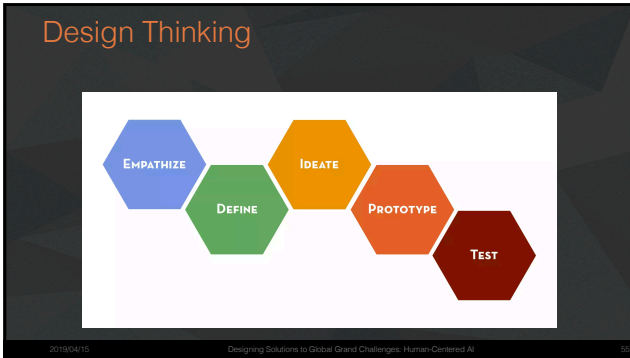 Design Thinking
EMPATHIZE
DEFINE
IDEATE
PROTOTYPE
TEST
2019/04/15
Designing Solutions to Global Grand Challenges: Human-Centered AI
55